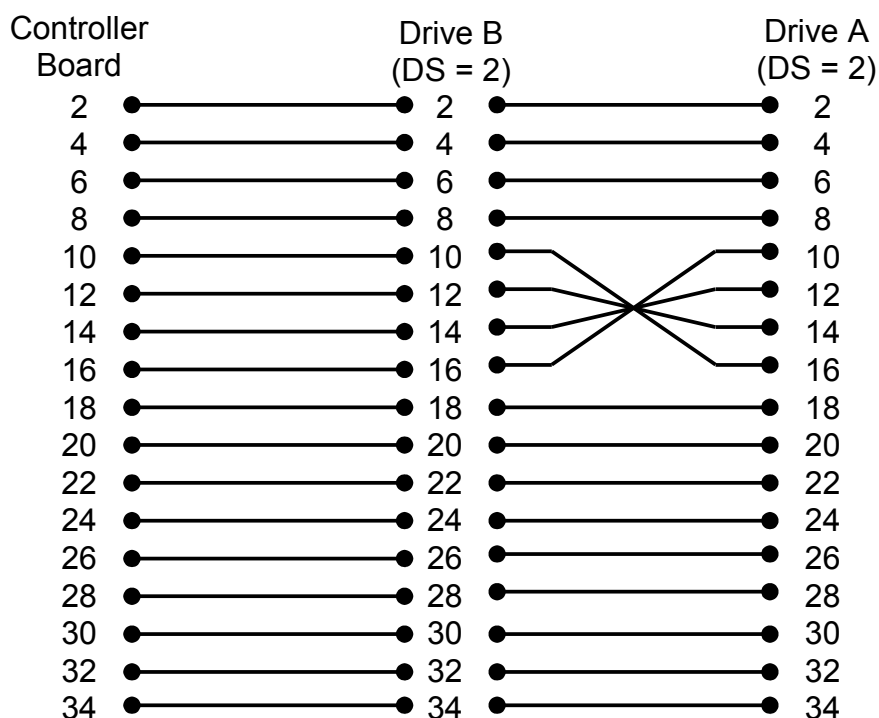 Controller Board
Drive B (DS = 2)
Drive A (DS = 2)
2 2 2
4 4 4
6 6 6
8 8 8
10 10 10
12 12 12
14 14 14
16 16 16
18 18 18
20 20 20
22 22 22
24 24 24
26 26 26
28 28 28
30 30 30
32 32 32
34 34 34